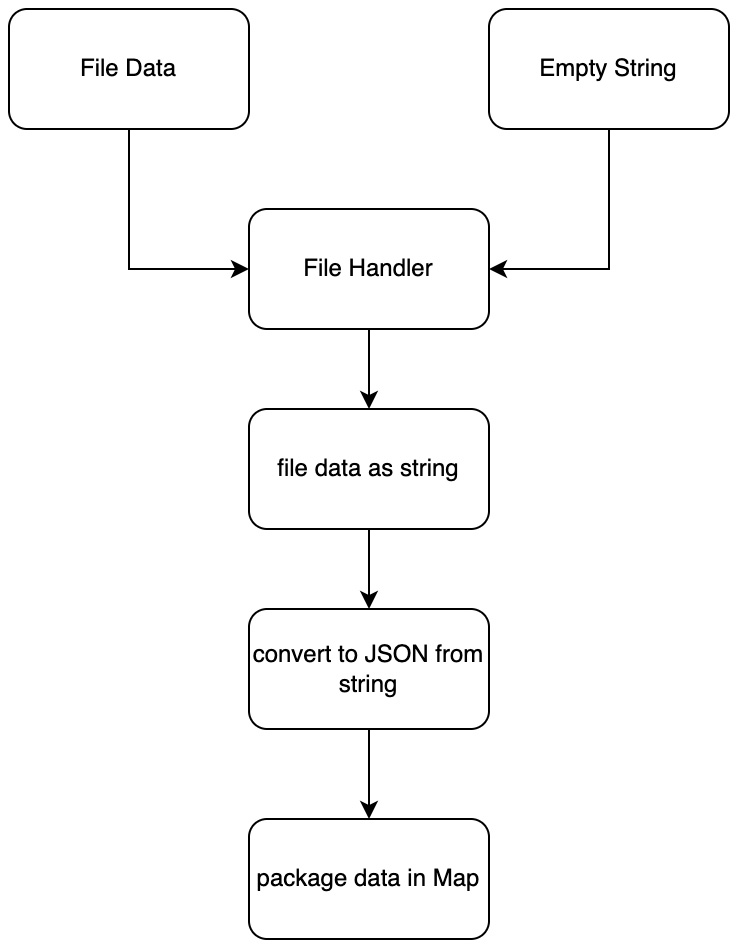 File Data
Empty String
File Handler
file data as string
convert to JSON from
string
package data in Map